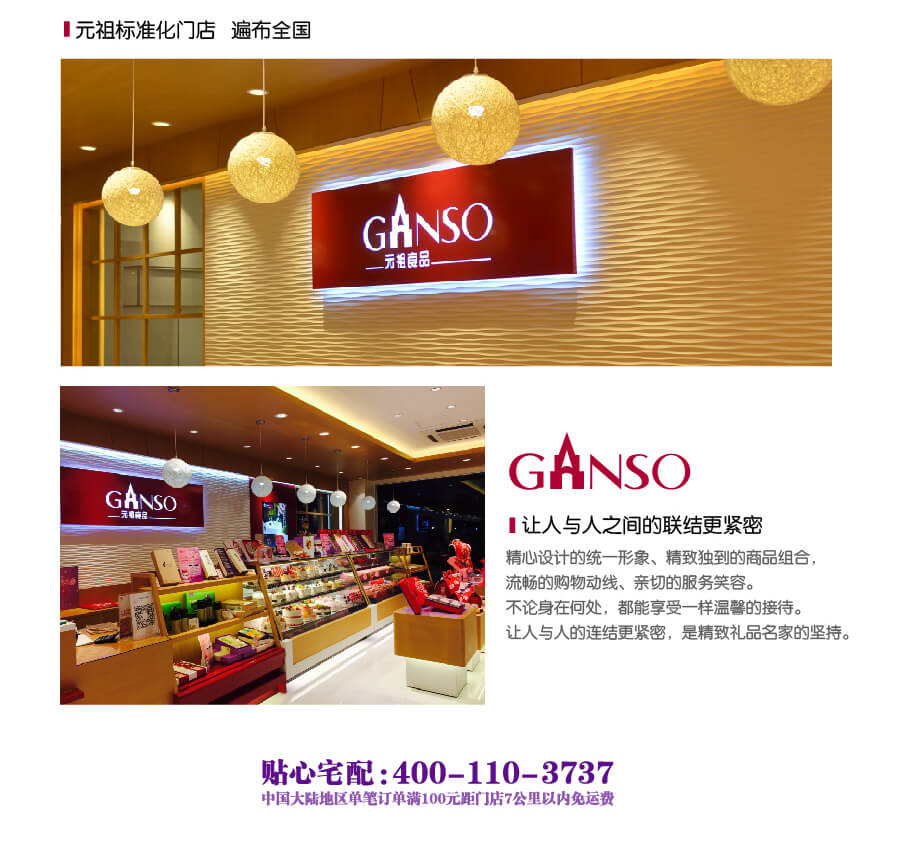 元祖标准化门店 遍布全国
GANSO
元祖良品
GANSO
元祖良品
GANSO
让人与人之间的联结更紧密
精心设计的统一形象、精致独到的商品组合，
流畅的购物动线、亲切的服务笑容。
不论身在何处，都能享受一样温馨的接待。
让人与人的连结更紧密，是精致礼品名家的坚持。
贴心宅配：400-110-3737
中国大陆地区单笔订单满100元距门店7公里以内免运费